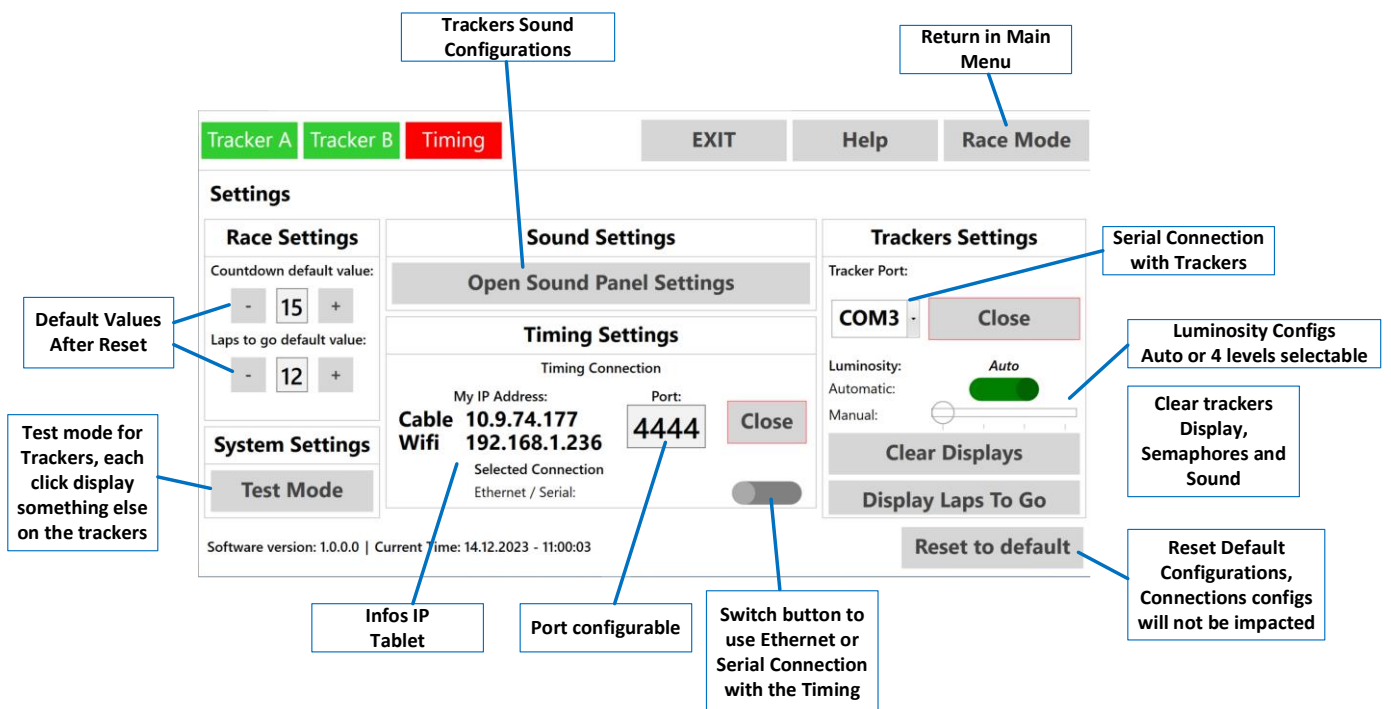 Trackers Sound
Configurations
Return in Main
Menu
Tracker A
Tracker B
Timing
EXIT
Help
Race Mode
Settings
Race Settings
Countdown default value:
- 15 +
Laps to go default value:
- 12 +
System Settings
Test Mode
Sound Settings
Open Sound Panel Settings
Timing Settings
Timing Connection
My IP Address:
Port:
Cable 10.9.74.177
Wifi 192.168.1.236
4444
Close
Selected Connection
Ethernet / Serial:
Trackers Settings
Tracker Port:
COM3
Close
Luminosity:
Auto
Automatic:
Manual:
Clear Displays
Display Laps To Go
Software version: 1.0.0.0 | Current Time: 14.12.2023 - 11:00:03
Reset to default
Default Values
After Reset
Test mode for
Trackers, each
click display
something else
on the trackers
Serial Connection
with Trackers
Luminosity Configs
Auto or 4 levels selectable
Clear trackers
Display,
Semaphores and
Sound
Reset Default
Configurations,
Connections configs
will not be impacted
Infos IP
Tablet
Port configurable
Switch button to
use Ethernet or
Serial Connection
with the Timing